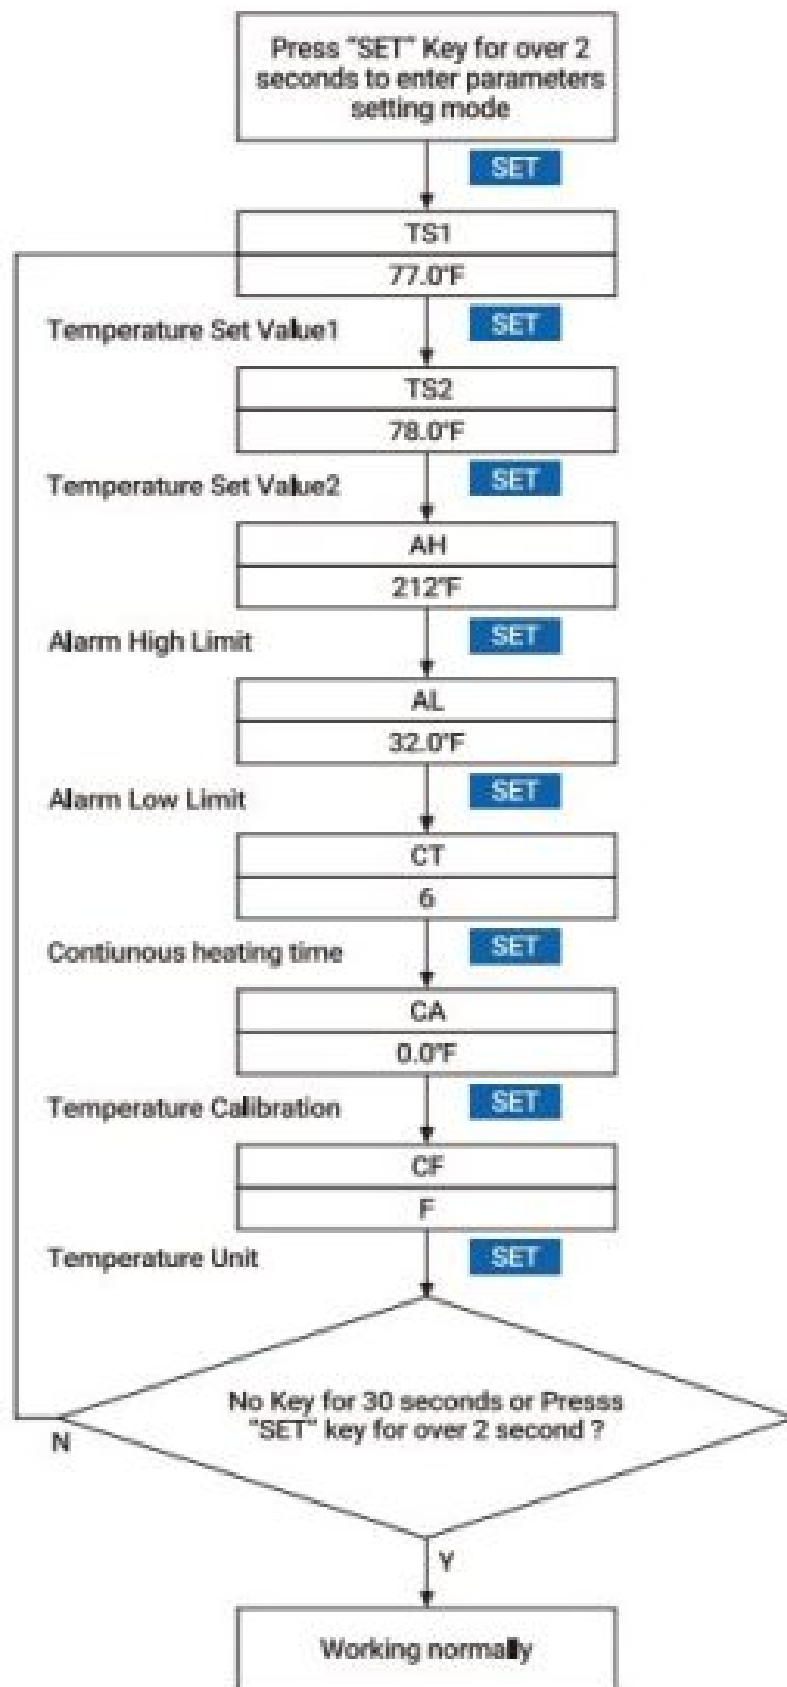 Press "SET" Key for over 2
seconds to enter parameters
setting mode
SET
TS1
77.0°F
Temperature Set Value1
SET
TS2
78.0°F
Temperature Set Value2
SET
AH
212°F
Alarm High Limit
SET
AL
32.0°F
Alarm Low Limit
SET
CT
6
Contiunous heating time
SET
CA
0.0°F
Temperature Calibration
SET
CF
F
Temperature Unit
SET
No Key for 30 seconds or Presss
"SET" key for over 2 second ?
N
Y
Working normally